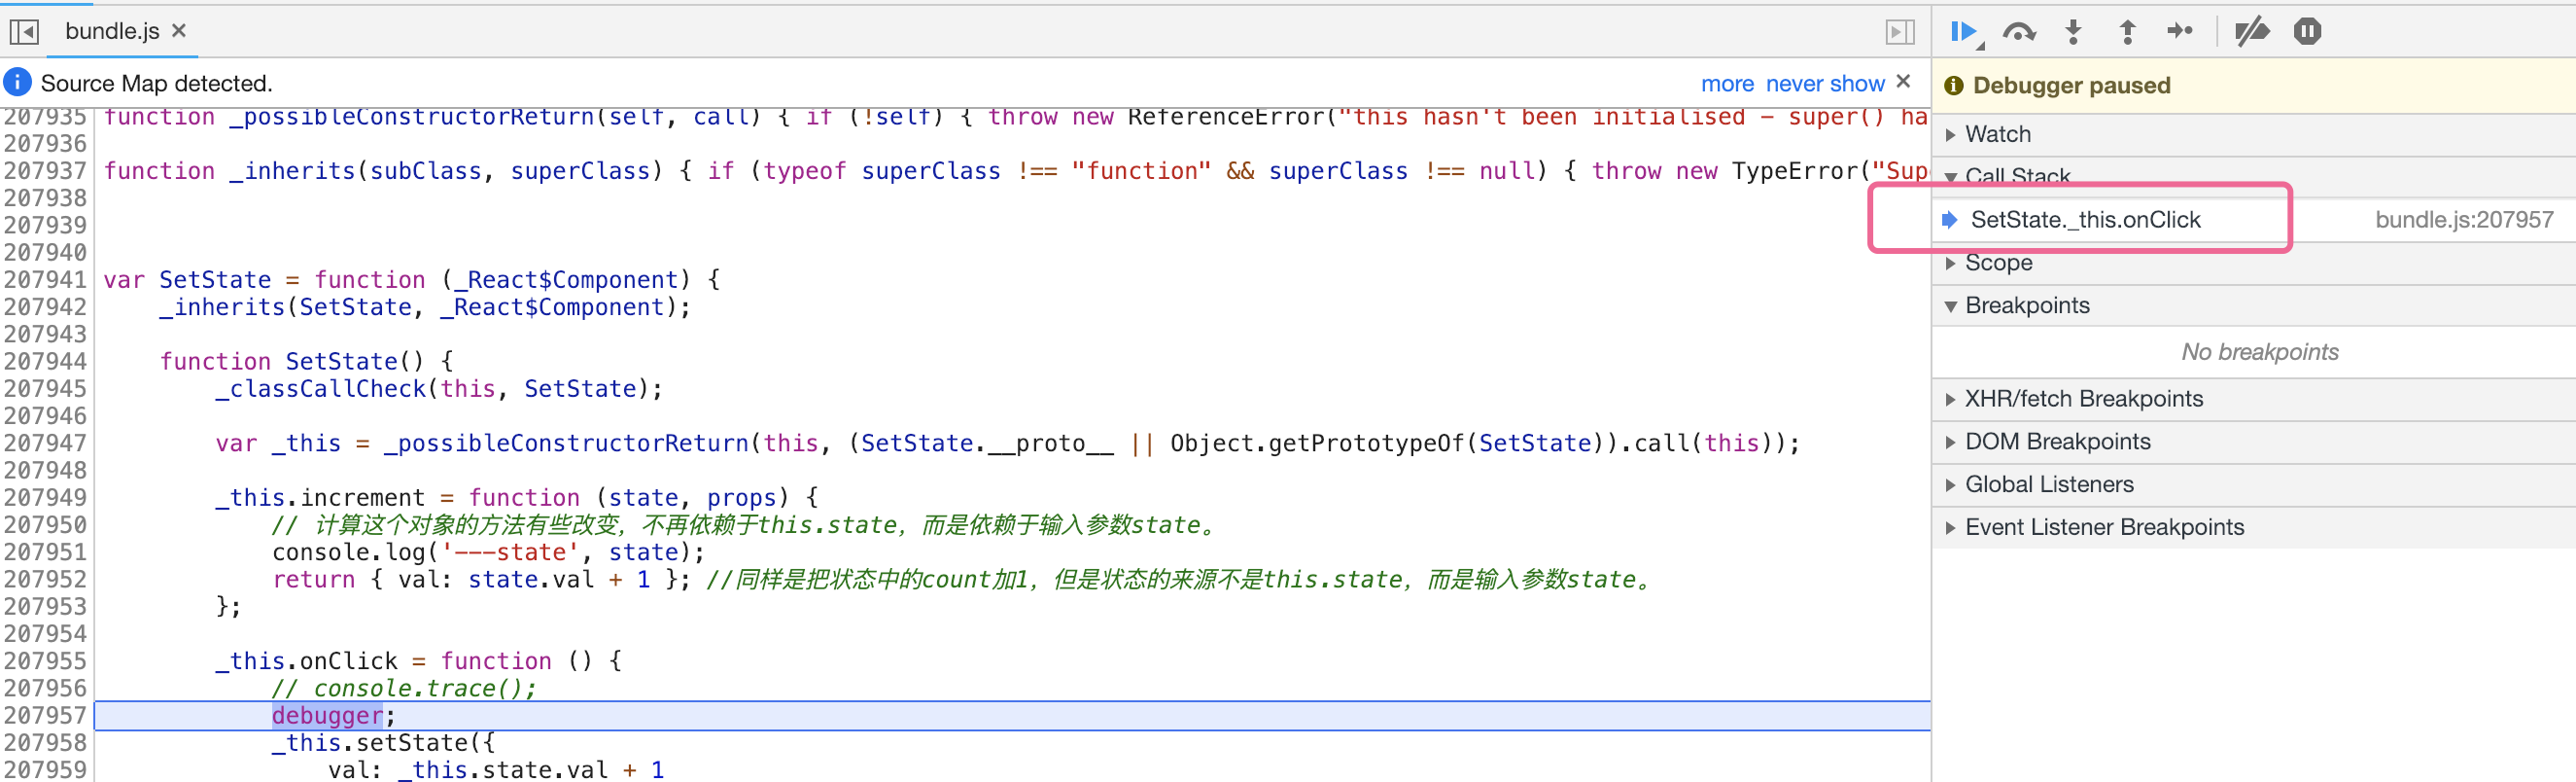 bundle.js ×
Source Map detected.
more never show ×
207935 function _possibleConstructorReturn(self, call) { if (!self) { throw new ReferenceError("this hasn't been initialised - super() ha
207936
207937 function _inherits(subClass, superClass) { if (typeof superClass !== "function" && superClass !== null) { throw new TypeError("Sup
207938
207939
207940
207941 var SetState = function (_React$Component) {
207942 _inherits(SetState, _React$Component);
207943
207944 function SetState() {
207945 _classCallCheck(this, SetState);
207946
207947 var _this = _possibleConstructorReturn(this, (SetState.__proto__ || Object.getPrototypeOf(SetState)).call(this));
207948
207949 _this.increment = function (state, props) {
207950 // 计算这个对象的方法有些改变，不再依赖于this.state，而是依赖于输入参数state。
207951 console.log('---state', state);
207952 return { val: state.val + 1 }; //同样是把状态中的count加1，但是状态的来源不是this.state，而是输入参数state。
207953 };
207954
207955 _this.onClick = function () {
207956 // console.trace();
207957 debugger;
207958 _this.setState({
207959 val: _this.state.val + 1
Debugger paused
Watch
Call Stack
SetState._this.onClick bundle.js:207957
Scope
Breakpoints
No breakpoints
XHR/fetch Breakpoints
DOM Breakpoints
Global Listeners
Event Listener Breakpoints